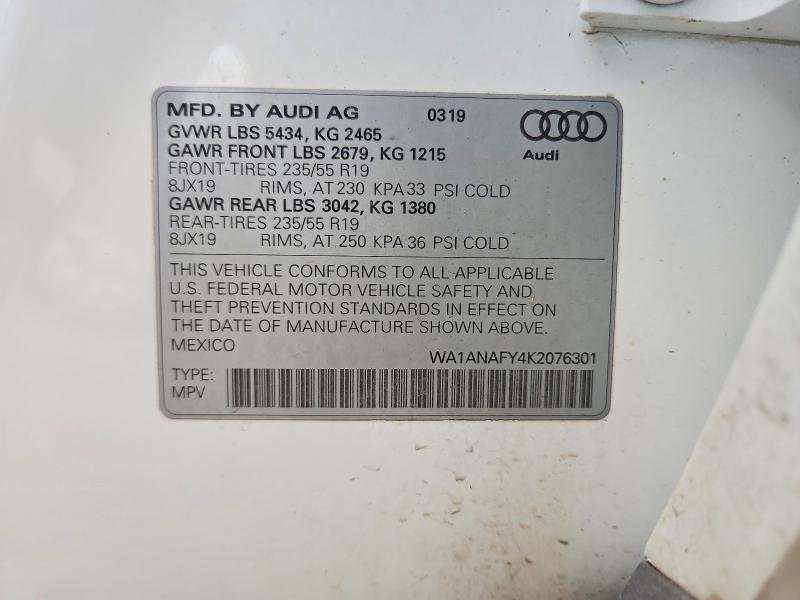 MFD. BY AUDI AG 0319
GVWR LBS 5434, KG 2465
GAWR FRONT LBS 2679, KG 1215
Audi
FRONT-TIRES 235/55 R19
8JX19 RIMS, AT 230 KPA 33 PSI COLD
GAWR REAR LBS 3042, KG 1380
REAR-TIRES 235/55 R19
8JX19 RIMS, AT 250 KPA 36 PSI COLD
THIS VEHICLE CONFORMS TO ALL APPLICABLE
U.S. FEDERAL MOTOR VEHICLE SAFETY AND
THEFT PREVENTION STANDARDS IN EFFECT ON
THE DATE OF MANUFACTURE SHOWN ABOVE.
MEXICO WA1ANAFY4K2076301
TYPE:
MPV